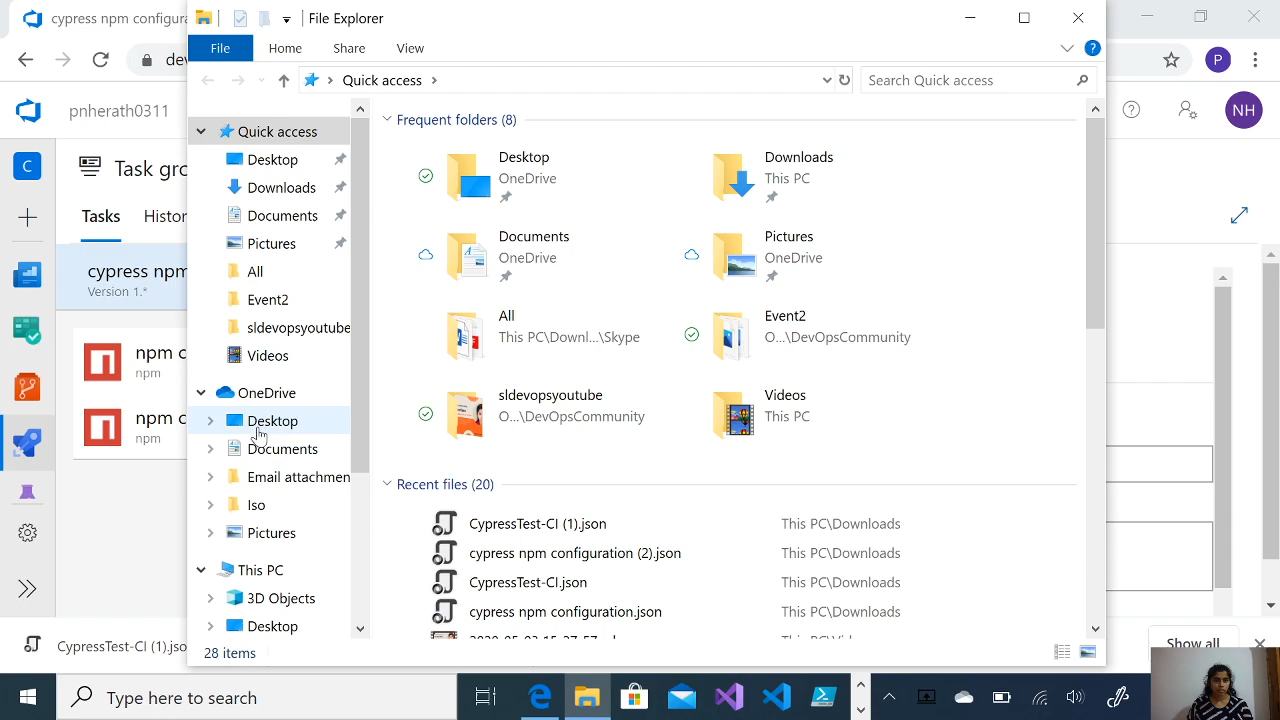 cypress npm configura
File Explorer
File
Home
Share
View
dev
Quick access
Search Quick access
P
pnherath0311
NH
C
Task gro
Tasks
Histor
cypress npm
Version 1.*
npm c
npm
npm c
npm
Quick access
Desktop
Downloads
Documents
Pictures
All
Event2
sldevopsyoutube
Videos
OneDrive
Desktop
Documents
Email attachmen
Iso
Pictures
This PC
3D Objects
Desktop
Frequent folders (8)
Desktop
OneDrive
Downloads
This PC
Documents
OneDrive
Pictures
OneDrive
All
This PC\Downl...\Skype
Event2
O...\DevOpsCommunity
sldevopsyoutube
O...\DevOpsCommunity
Videos
This PC
Recent files (20)
CypressTest-CI (1).json
This PC\Downloads
cypress npm configuration (2).json
This PC\Downloads
CypressTest-CI.json
This PC\Downloads
cypress npm configuration.json
This PC\Downloads
28 items
CypressTest-CI (1).jso
Show all
Type here to search